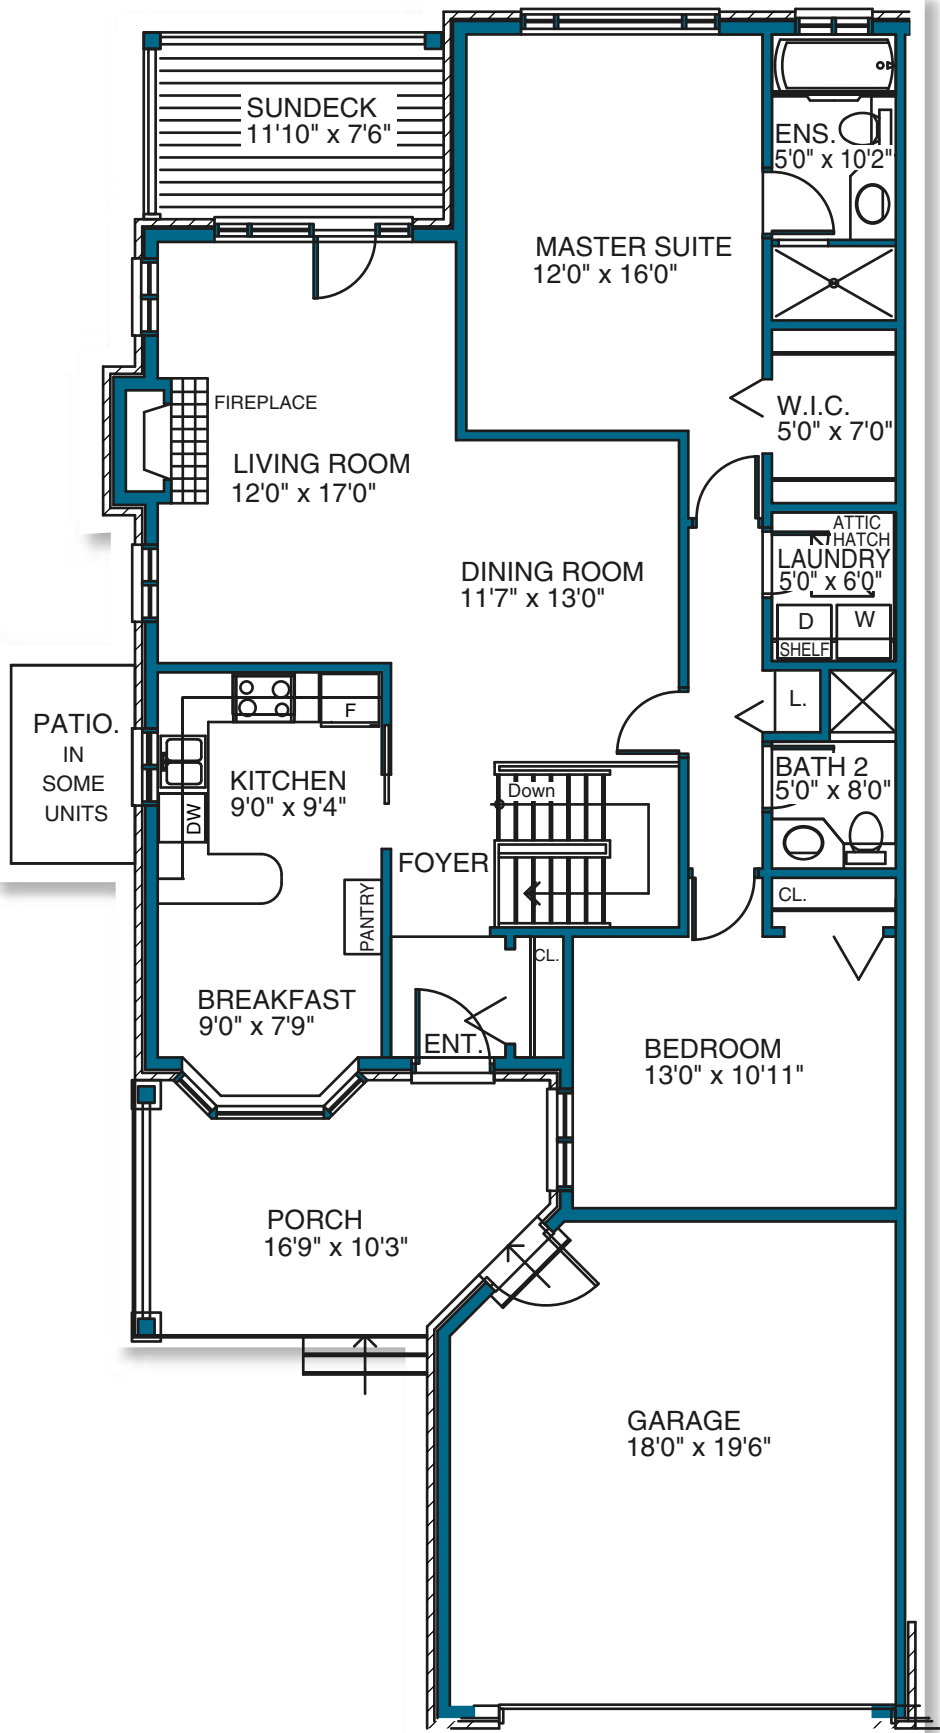 SUNDECK
11'10" x 7'6"
ENS.
5'0" x 10'2"
MASTER SUITE
12'0" x 16'0"
FIREPLACE
W.I.C.
5'0" x 7'0"
LIVING ROOM
12'0" x 17'0"
ATTIC
HATCH
LAUNDRY
5'0" x 6'0"
DINING ROOM
11'7" x 13'0"
D
W
SHELF
L.
F
PATIO.
IN
SOME
UNITS
KITCHEN
9'0" x 9'4"
DW
Down
BATH 2
5'0" x 8'0"
FOYER
PANTRY
CL.
CL.
BREAKFAST
9'0" x 7'9"
ENT.
BEDROOM
13'0" x 10'11"
PORCH
16'9" x 10'3"
GARAGE
18'0" x 19'6"